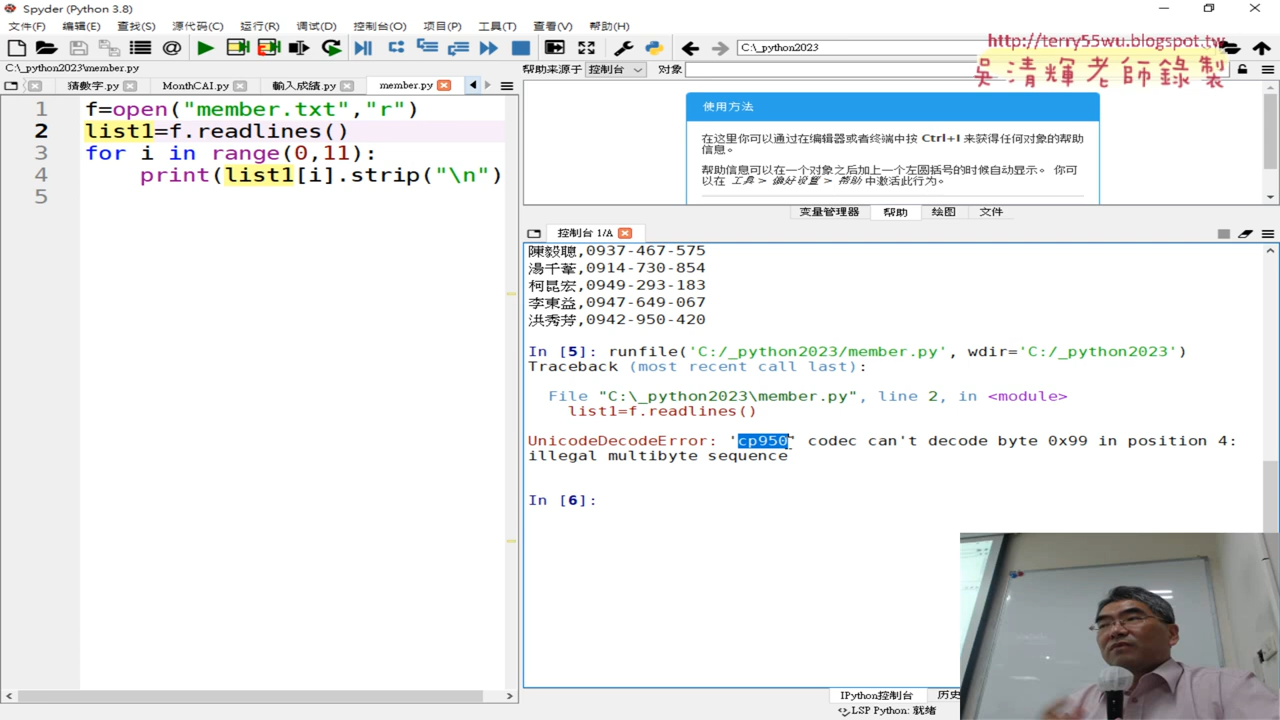 Spyder (Python 3.8)
文件(F) 编辑(E) 查找(S) 源代码(C) 运行(R) 调试(D) 控制台(O) 项目(P) 工具(T) 查看(V) 帮助(H)
C:\_python2023
http://terry55wu.blogspot.tw
吳清輝老師錄製
C:\_python2023\member.py
帮助来源于 控制台 对象
猜數字.py MonthCAI.py 輸入成績.py member.py
1 f=open("member.txt","r")
2 list1=f.readlines()
3 for i in range(0,11):
4 print(list1[i].strip("\n")
5
使用方法
在这里你可以通过在编辑器或者终端中按 Ctrl+I 来获得任何对象的帮助
信息。
帮助信息可以在一个对象之后加上一个左圆括号的时候自动显示。 你可
以在 工具 > 偏好设置 > 帮助 中激活此行为。
变量管理器 帮助 绘图 文件
控制台 1/A
陳毅聰,0937-467-575
湯千葦,0914-730-854
柯昆宏,0949-293-183
李東益,0947-649-067
洪秀芳,0942-950-420
In [5]: runfile('C:/_python2023/member.py', wdir='C:/_python2023')
Traceback (most recent call last):
File "C:\_python2023\member.py", line 2, in <module>
list1=f.readlines()
UnicodeDecodeError: 'cp950' codec can't decode byte 0x99 in position 4:
illegal multibyte sequence
In [6]:
IPython控制台 历史
LSP Python: 就绪